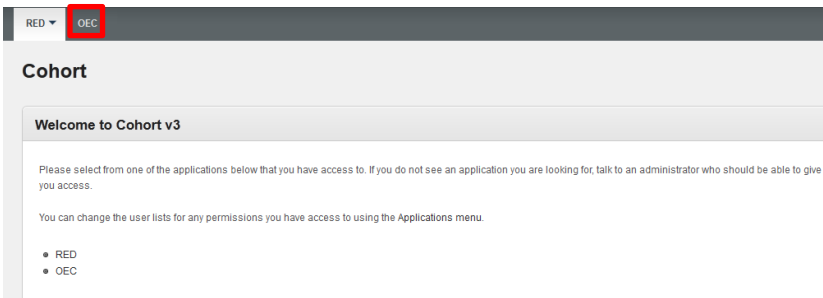 RED OEC
Cohort
Welcome to Cohort v3
Please select from one of the applications below that you have access to. If you do not see an application you are looking for, talk to an administrator who should be able to give
you access.
You can change the user lists for any permissions you have access to using the Applications menu.
RED
OEC